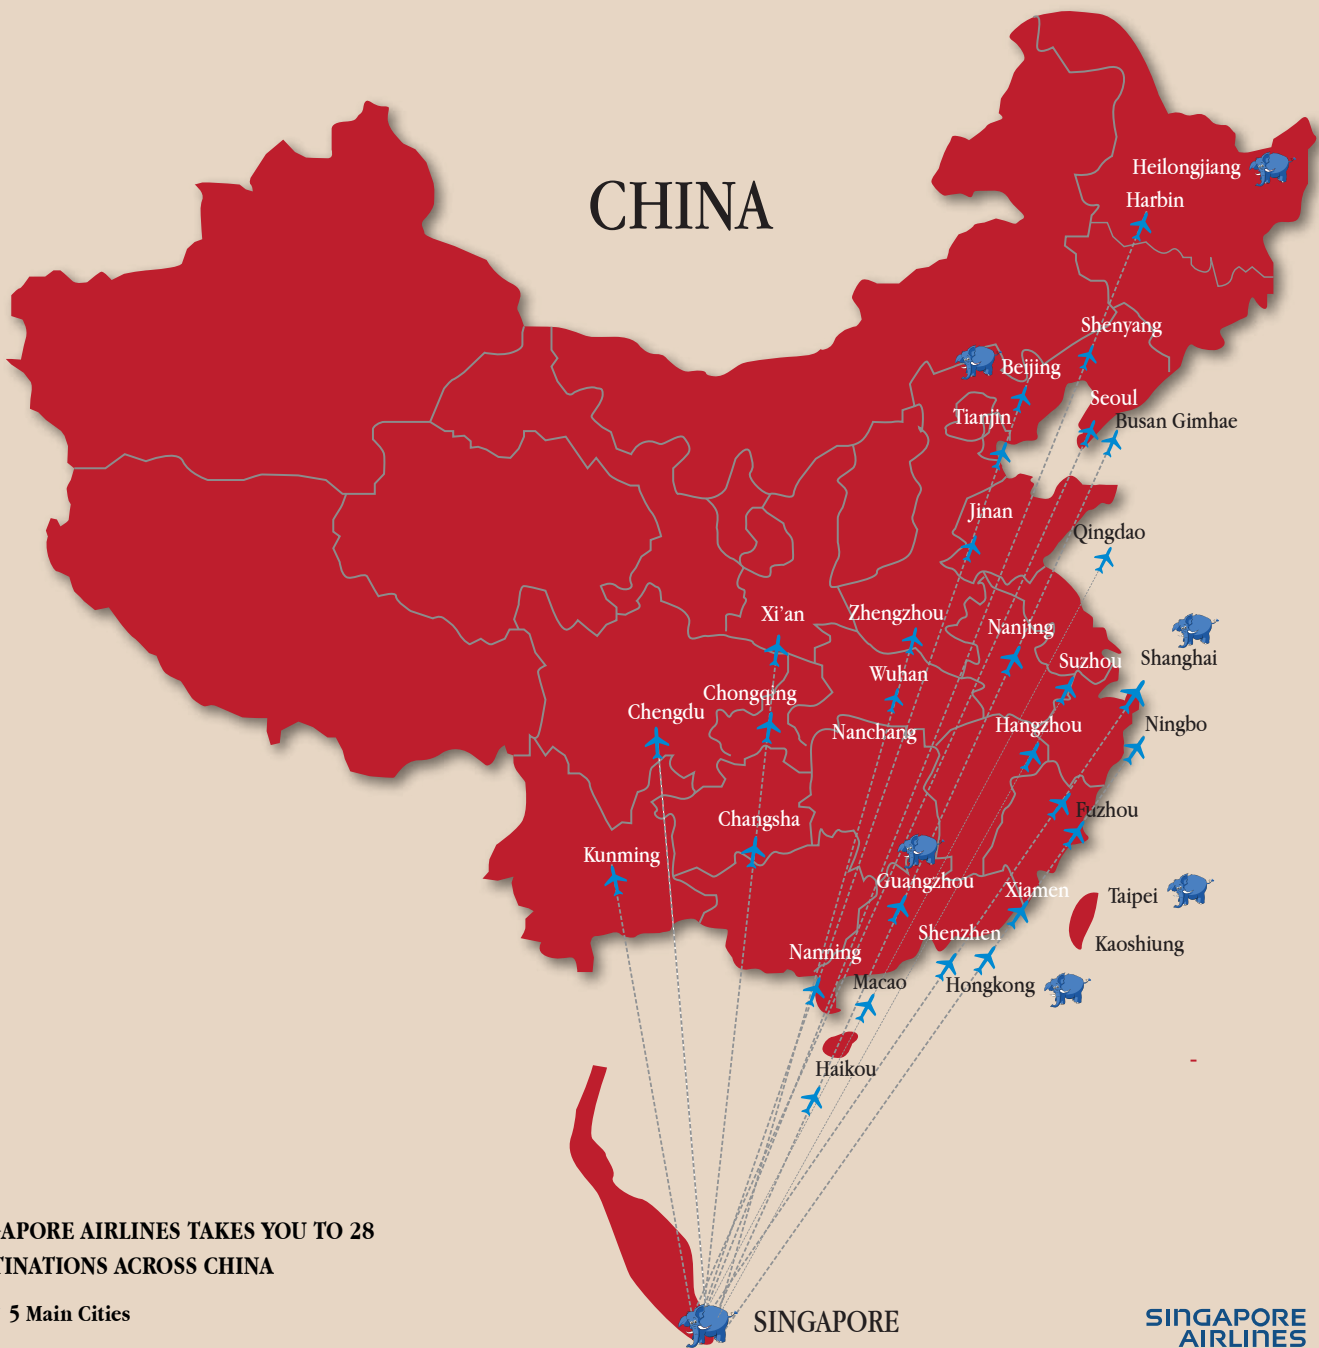 CHINA
Heilongjiang
Harbin
Shenyang
Beijing
Seoul
Tianjin
Busan Gimhae
Jinan
Qingdao
Xi’an
Zhengzhou
Nanjing
Suzhou
Shanghai
Wuhan
Chongqing
Chengdu
Nanchang
Hangzhou
Ningbo
Changsha
Fuzhou
Kunming
Guangzhou
Xiamen
Taipei
Shenzhen
Kaoshiung
Nanning
Macao
Hongkong
Haikou
GAPORE AIRLINES TAKES YOU TO 28
TINATIONS ACROSS CHINA
5 Main Cities
SINGAPORE
SINGAPORE
AIRLINES